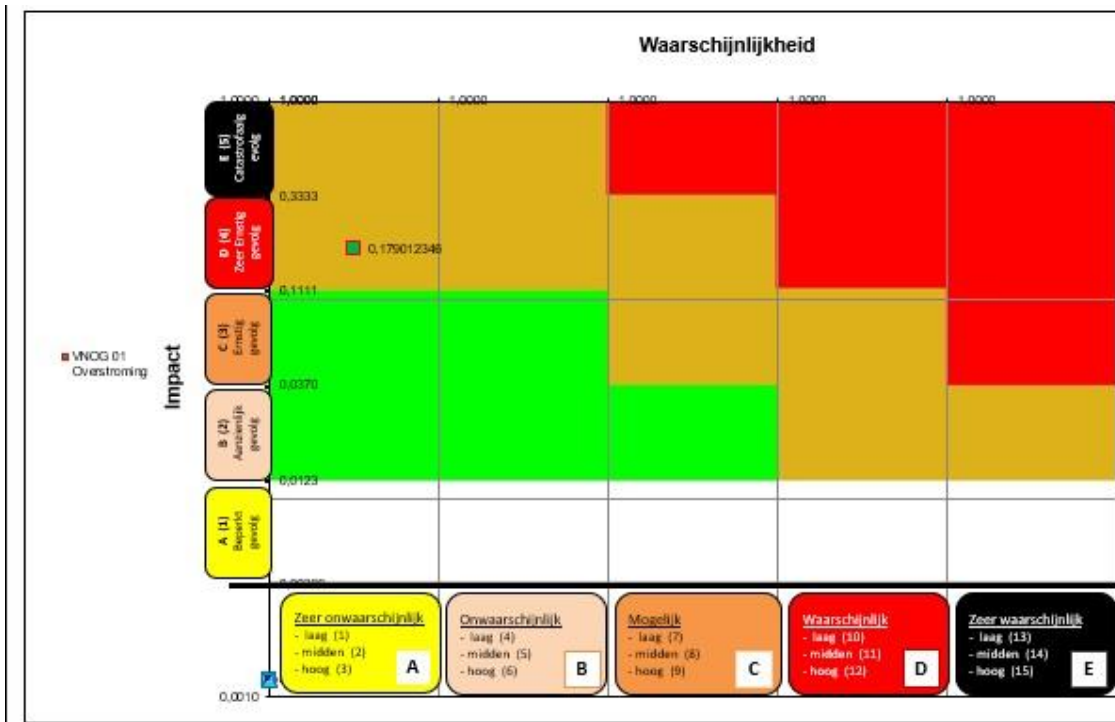 Waarschijnlijkheid
1,0000
1,0000
1,0000
1,0000
1,0000
E (5)
Catastrofaalg
evolg
0,3333
D (4)
Zeer Ernstig
gevolg
0,179012346
0,1111
C (3)
Ernstig
gevolg
VNOG 01
Overstroming
Impact
0,0370
B (2)
Aanzienlijk
gevolg
0,0123
A (1)
Beperkt
gevolg
Zeer onwaarschijnlijk
- laag (1)
- midden (2)
- hoog (3)
A
Onwaarschijnlijk
- laag (4)
- midden (5)
- hoog (6)
B
Mogelijk
- laag (7)
- midden (8)
- hoog (9)
C
Waarschijnlijk
- laag (10)
- midden (11)
- hoog (12)
D
Zeer waarschijnlijk
- laag (13)
- midden (14)
- hoog (15)
E
0,0010